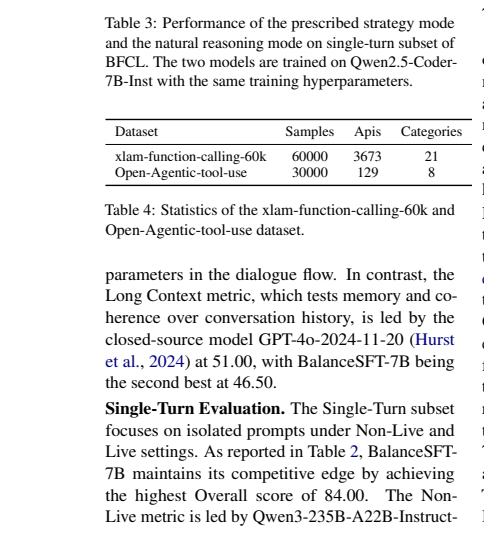 Table 3: Performance of the prescribed strategy mode
and the natural reasoning mode on single-turn subset of
BFCL. The two models are trained on Qwen2.5-Coder-
7B-Inst with the same training hyperparameters.
Dataset Samples Apis Categories
xlam-function-calling-60k 60000 3673 21
Open-Agentic-tool-use 30000 129 8
Table 4: Statistics of the xlam-function-calling-60k and
Open-Agentic-tool-use dataset.
parameters in the dialogue flow. In contrast, the
Long Context metric, which tests memory and co-
herence over conversation history, is led by the
closed-source model GPT-4o-2024-11-20 (Hurst
et al., 2024) at 51.00, with BalanceSFT-7B being
the second best at 46.50.
Single-Turn Evaluation. The Single-Turn subset
focuses on isolated prompts under Non-Live and
Live settings. As reported in Table 2, BalanceSFT-
7B maintains its competitive edge by achieving
the highest Overall score of 84.00. The Non-
Live metric is led by Qwen3-235B-A22B-Instruct-